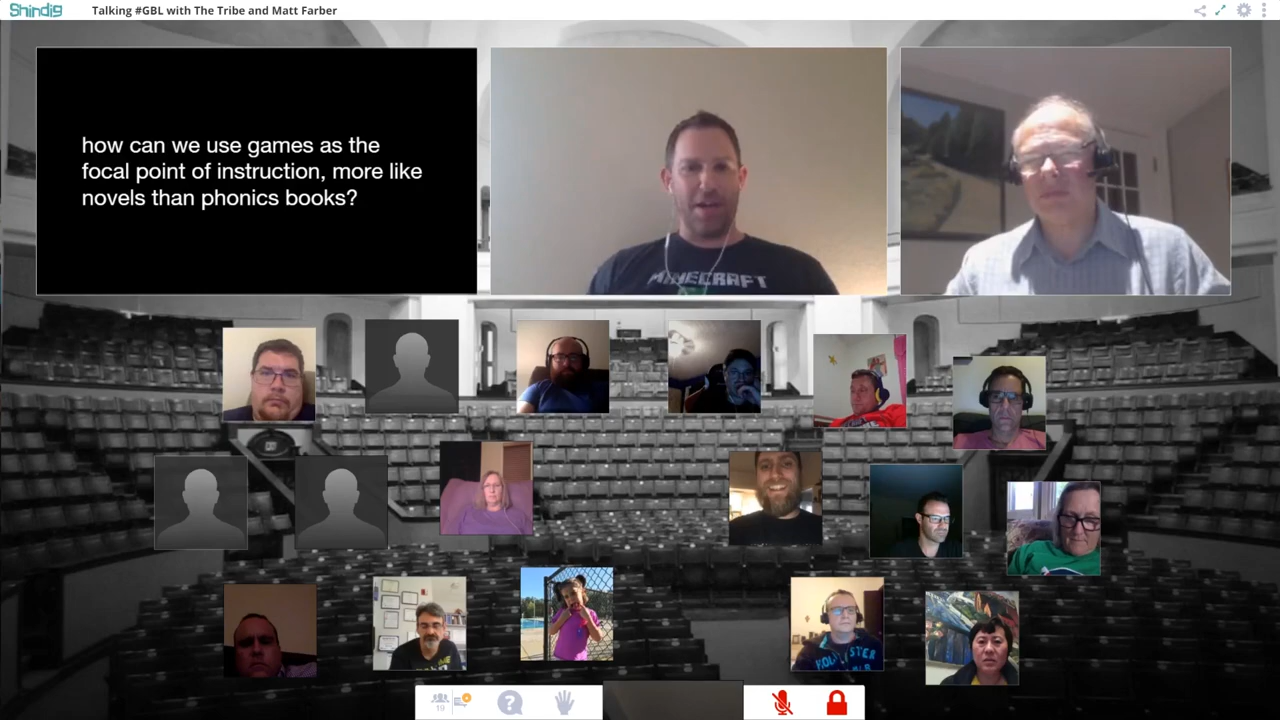 Shindig
Talking #GBL with The Tribe and Matt Farber
how can we use games as the
focal point of instruction, more like
novels than phonics books?
MINECRAFT
19